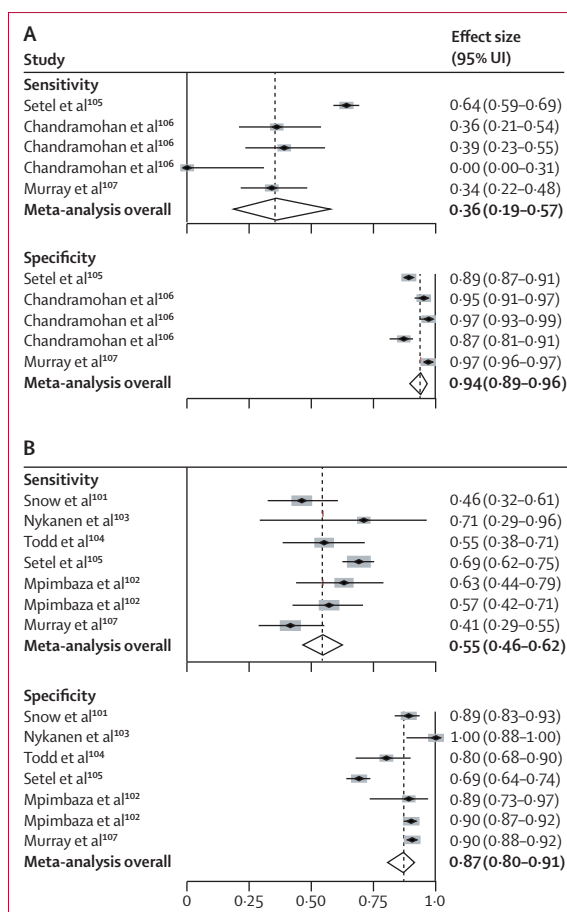 A
Study
Effect size
(95% UI)
Sensitivity
Setel et al¹⁰⁵ 0·64 (0·59–0·69)
Chandramohan et al¹⁰⁶ 0·36 (0·21–0·54)
Chandramohan et al¹⁰⁶ 0·39 (0·23–0·55)
Chandramohan et al¹⁰⁶ 0·00 (0·00–0·31)
Murray et al¹⁰⁷ 0·34 (0·22–0·48)
Meta-analysis overall 0·36 (0·19–0·57)
Specificity
Setel et al¹⁰⁵ 0·89 (0·87–0·91)
Chandramohan et al¹⁰⁶ 0·95 (0·91–0·97)
Chandramohan et al¹⁰⁶ 0·97 (0·93–0·99)
Chandramohan et al¹⁰⁶ 0·87 (0·81–0·91)
Murray et al¹⁰⁷ 0·97 (0·96–0·97)
Meta-analysis overall 0·94 (0·89–0·96)
0 0·25 0·50 0·75 1·0
B
Sensitivity
Snow et al¹⁰¹ 0·46 (0·32–0·61)
Nykanen et al¹⁰³ 0·71 (0·29–0·96)
Todd et al¹⁰⁴ 0·55 (0·38–0·71)
Setel et al¹⁰⁵ 0·69 (0·62–0·75)
Mpimbaza et al¹⁰² 0·63 (0·44–0·79)
Mpimbaza et al¹⁰² 0·57 (0·42–0·71)
Murray et al¹⁰⁷ 0·41 (0·29–0·55)
Meta-analysis overall 0·55 (0·46–0·62)
Specificity
Snow et al¹⁰¹ 0·89 (0·83–0·93)
Nykanen et al¹⁰³ 1·00 (0·88–1·00)
Todd et al¹⁰⁴ 0·80 (0·68–0·90)
Setel et al¹⁰⁵ 0·69 (0·64–0·74)
Mpimbaza et al¹⁰² 0·89 (0·73–0·97)
Mpimbaza et al¹⁰² 0·90 (0·87–0·92)
Murray et al¹⁰⁷ 0·90 (0·88–0·92)
Meta-analysis overall 0·87 (0·80–0·91)
0 0·25 0·50 0·75 1·0